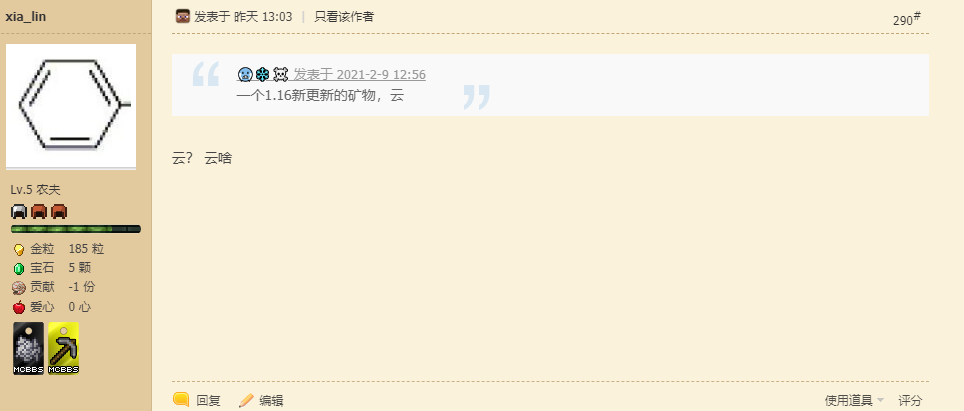 xia_lin
发表于 昨天 13:03 | 只看该作者
290#
发表于 2021-2-9 12:56
一个1.16新更新的矿物，云
云？ 云啥
Lv.5 农夫
金粒 185 粒
宝石 5 颗
贡献 -1 份
爱心 0 心
MCBBS MCBBS
回复 编辑 使用道具 评分